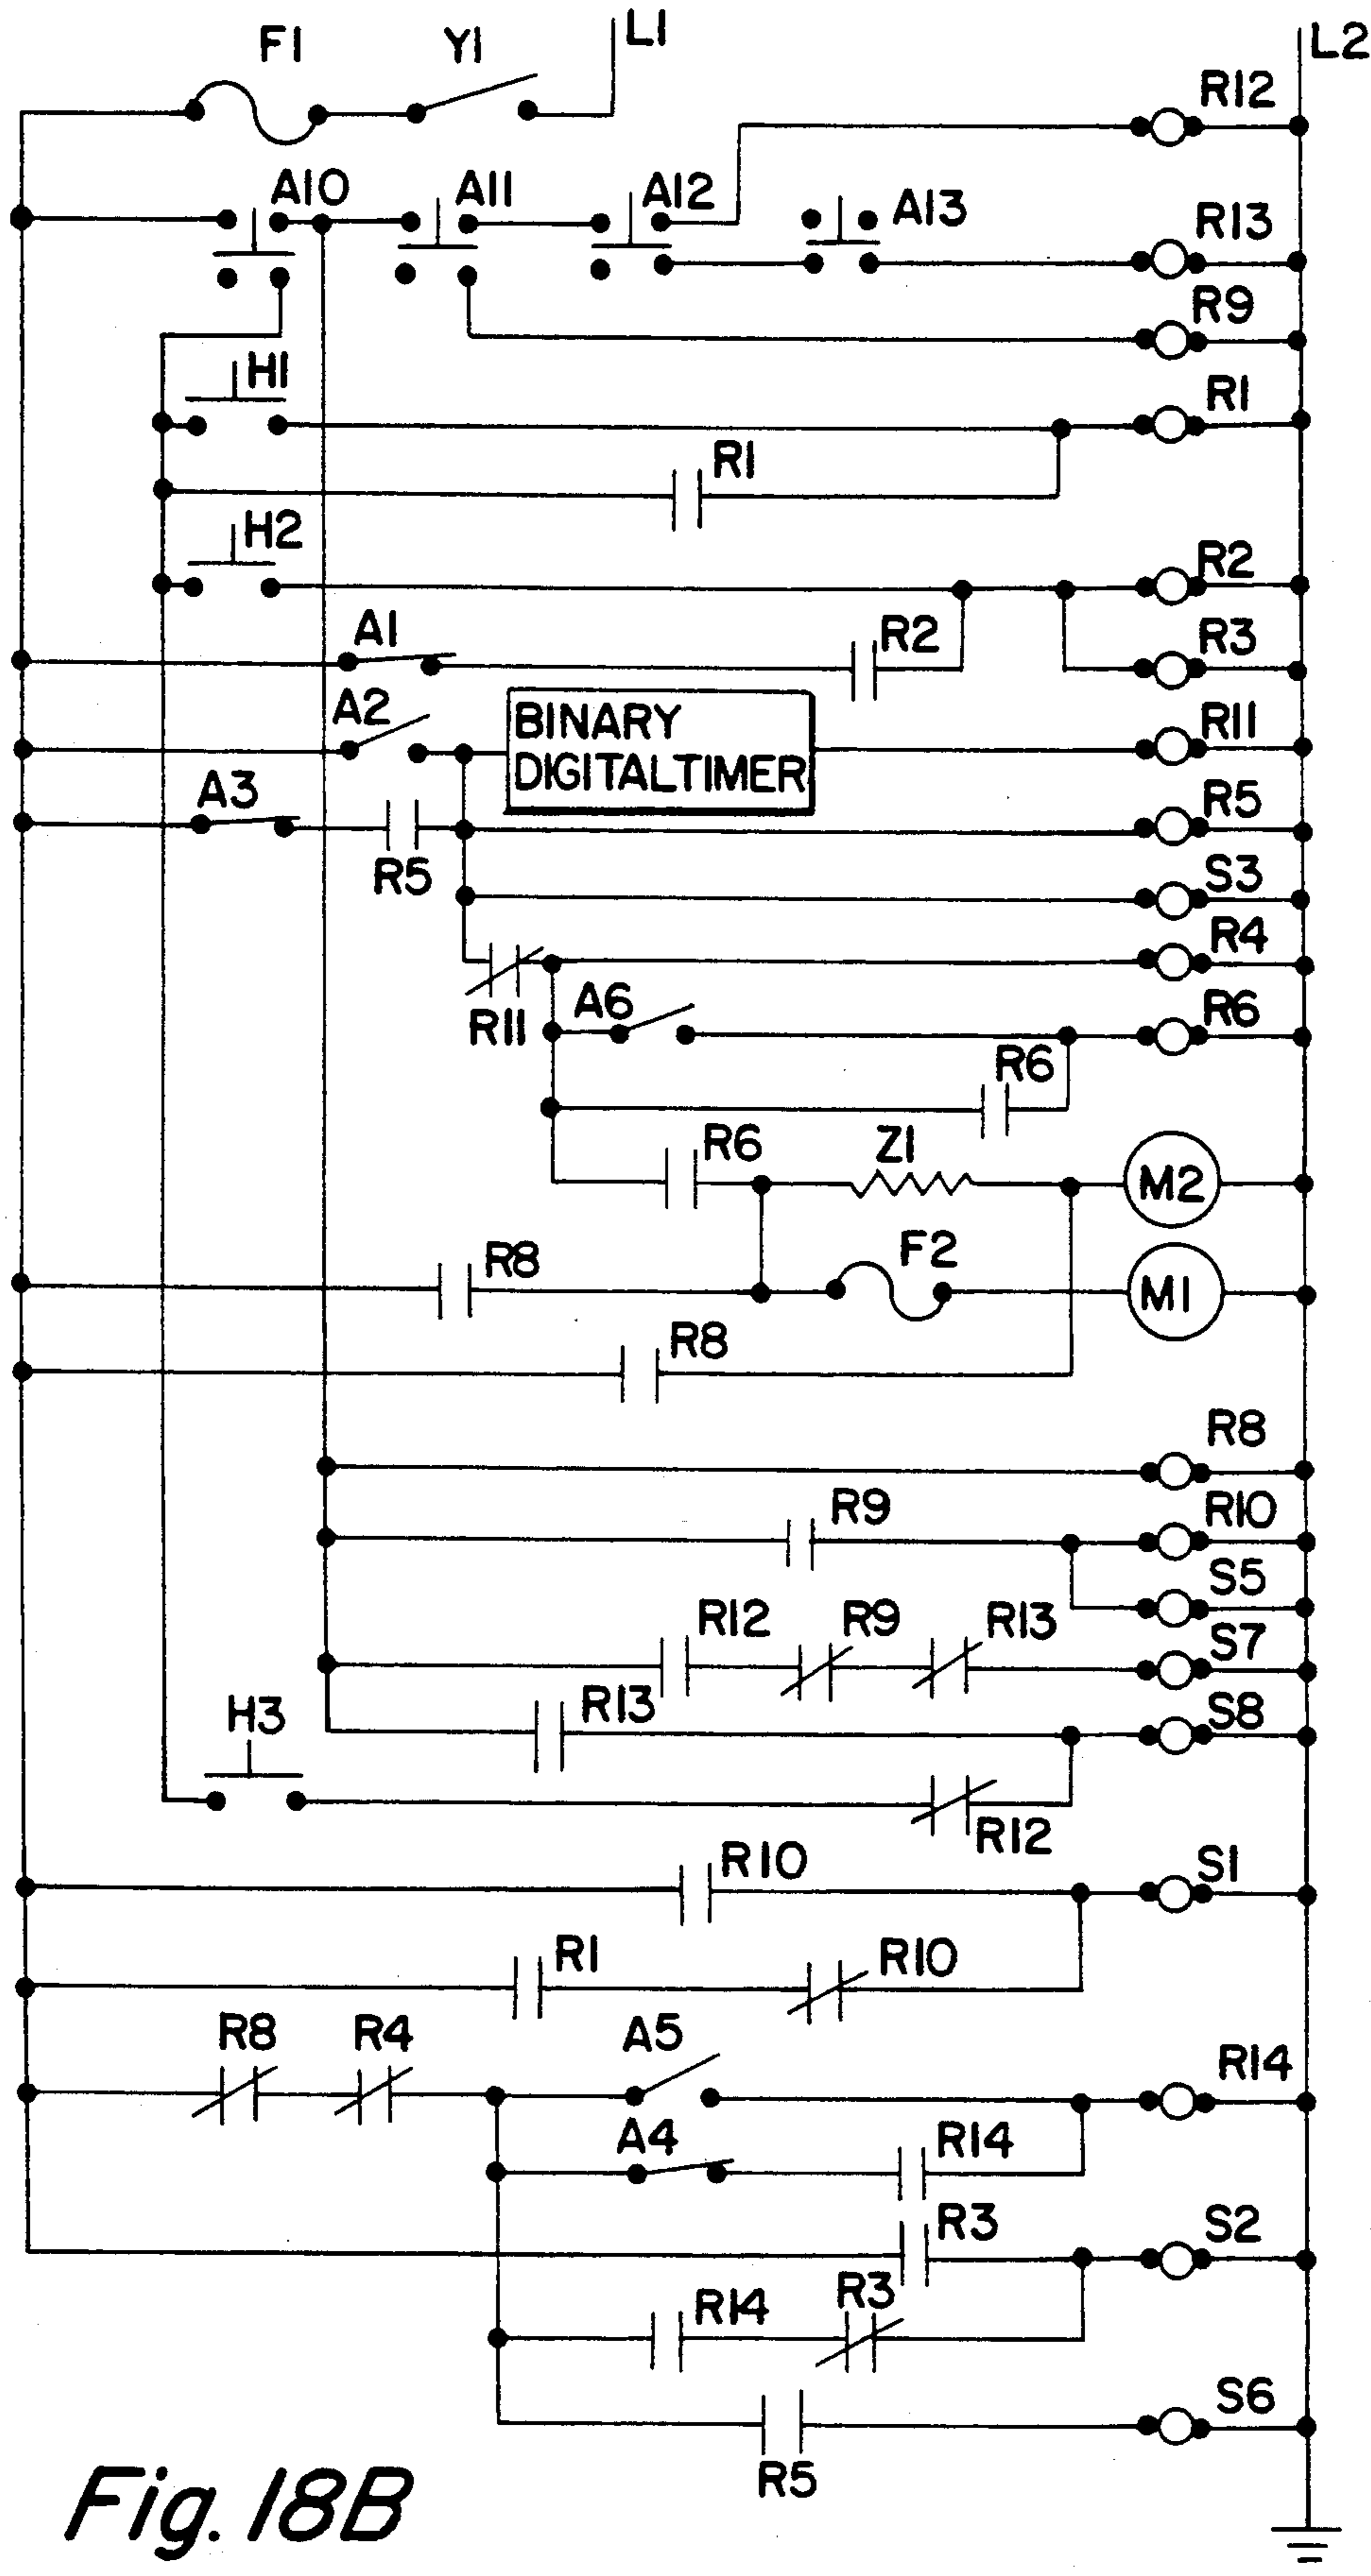 F1 Y1 L1 L2
R12
A10 A11 A12 A13 R13
R9
H1 R1
R1
H2 R2
A1 R2 R3
A2 BINARY R11
DIGITALTIMER
A3 R5
R5 S3
R4
R11 A6 R6
R6
R6 Z1 M2
R8 F2 M1
R8
R8
R9 R10
S5
R12 R9 R13 S7
H3 R13 S8
R12
R10 S1
R1 R10
R8 R4 A5 R14
A4 R14
R3 S2
R14 R3
S6
R5
Fig. 18B